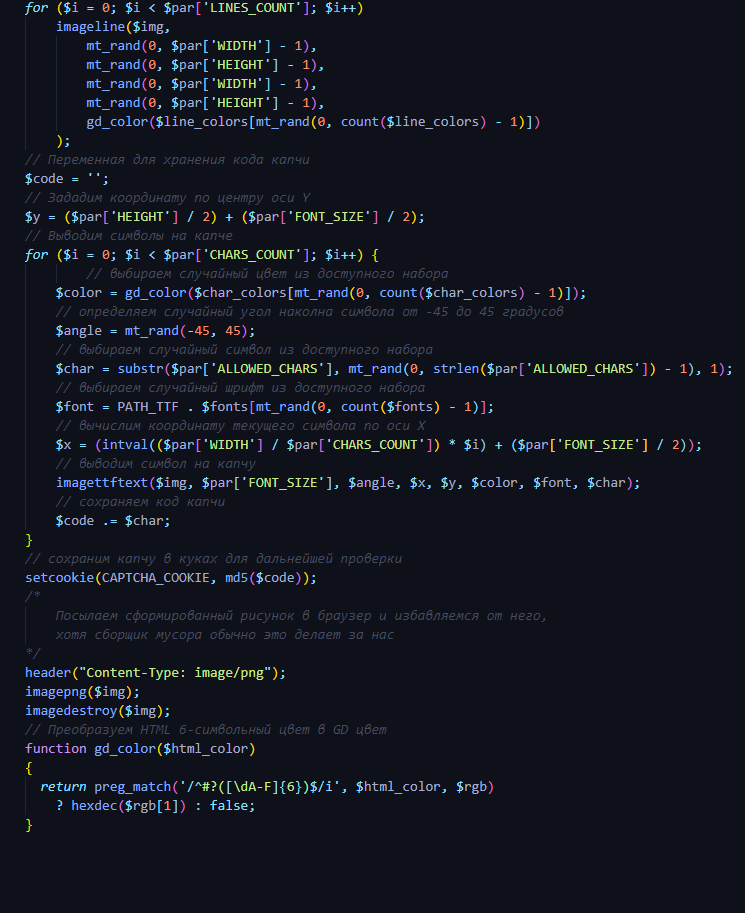 for ($i = 0; $i < $par['LINES_COUNT']; $i++)
imageline($img,
mt_rand(0, $par['WIDTH'] - 1),
mt_rand(0, $par['HEIGHT'] - 1),
mt_rand(0, $par['WIDTH'] - 1),
mt_rand(0, $par['HEIGHT'] - 1),
gd_color($line_colors[mt_rand(0, count($line_colors) - 1)])
);
// Переменная для хранения кода капчи
$code = '';
// Зададим координату по центру оси Y
$y = ($par['HEIGHT'] / 2) + ($par['FONT_SIZE'] / 2);
// Выводим символы на капче
for ($i = 0; $i < $par['CHARS_COUNT']; $i++) {
// выбираем случайный цвет из доступного набора
$color = gd_color($char_colors[mt_rand(0, count($char_colors) - 1)]);
// определяем случайный угол наколна символа от -45 до 45 градусов
$angle = mt_rand(-45, 45);
// выбираем случайный символ из доступного набора
$char = substr($par['ALLOWED_CHARS'], mt_rand(0, strlen($par['ALLOWED_CHARS']) - 1), 1);
// выбираем случайный шрифт из доступного набора
$font = PATH_TTF . $fonts[mt_rand(0, count($fonts) - 1)];
// вычислим координату текущего символа по оси X
$x = (intval(($par['WIDTH'] / $par['CHARS_COUNT']) * $i) + ($par['FONT_SIZE'] / 2));
// выводим символ на капчу
imagettftext($img, $par['FONT_SIZE'], $angle, $x, $y, $color, $font, $char);
// сохраняем код капчи
$code .= $char;
}
// сохраним капчу в куках для дальнейшей проверки
setcookie(CAPTCHA_COOKIE, md5($code));
/*
Посылаем сформированный рисунок в браузер и избавляемся от него,
хотя сборщик мусора обычно это делает за нас
*/
header("Content-Type: image/png");
imagepng($img);
imagedestroy($img);
// Преобразуем HTML 6-символьный цвет в GD цвет
function gd_color($html_color)
{
return preg_match('/^#?([\dA-F]{6})$/i', $html_color, $rgb)
? hexdec($rgb[1]) : false;
}